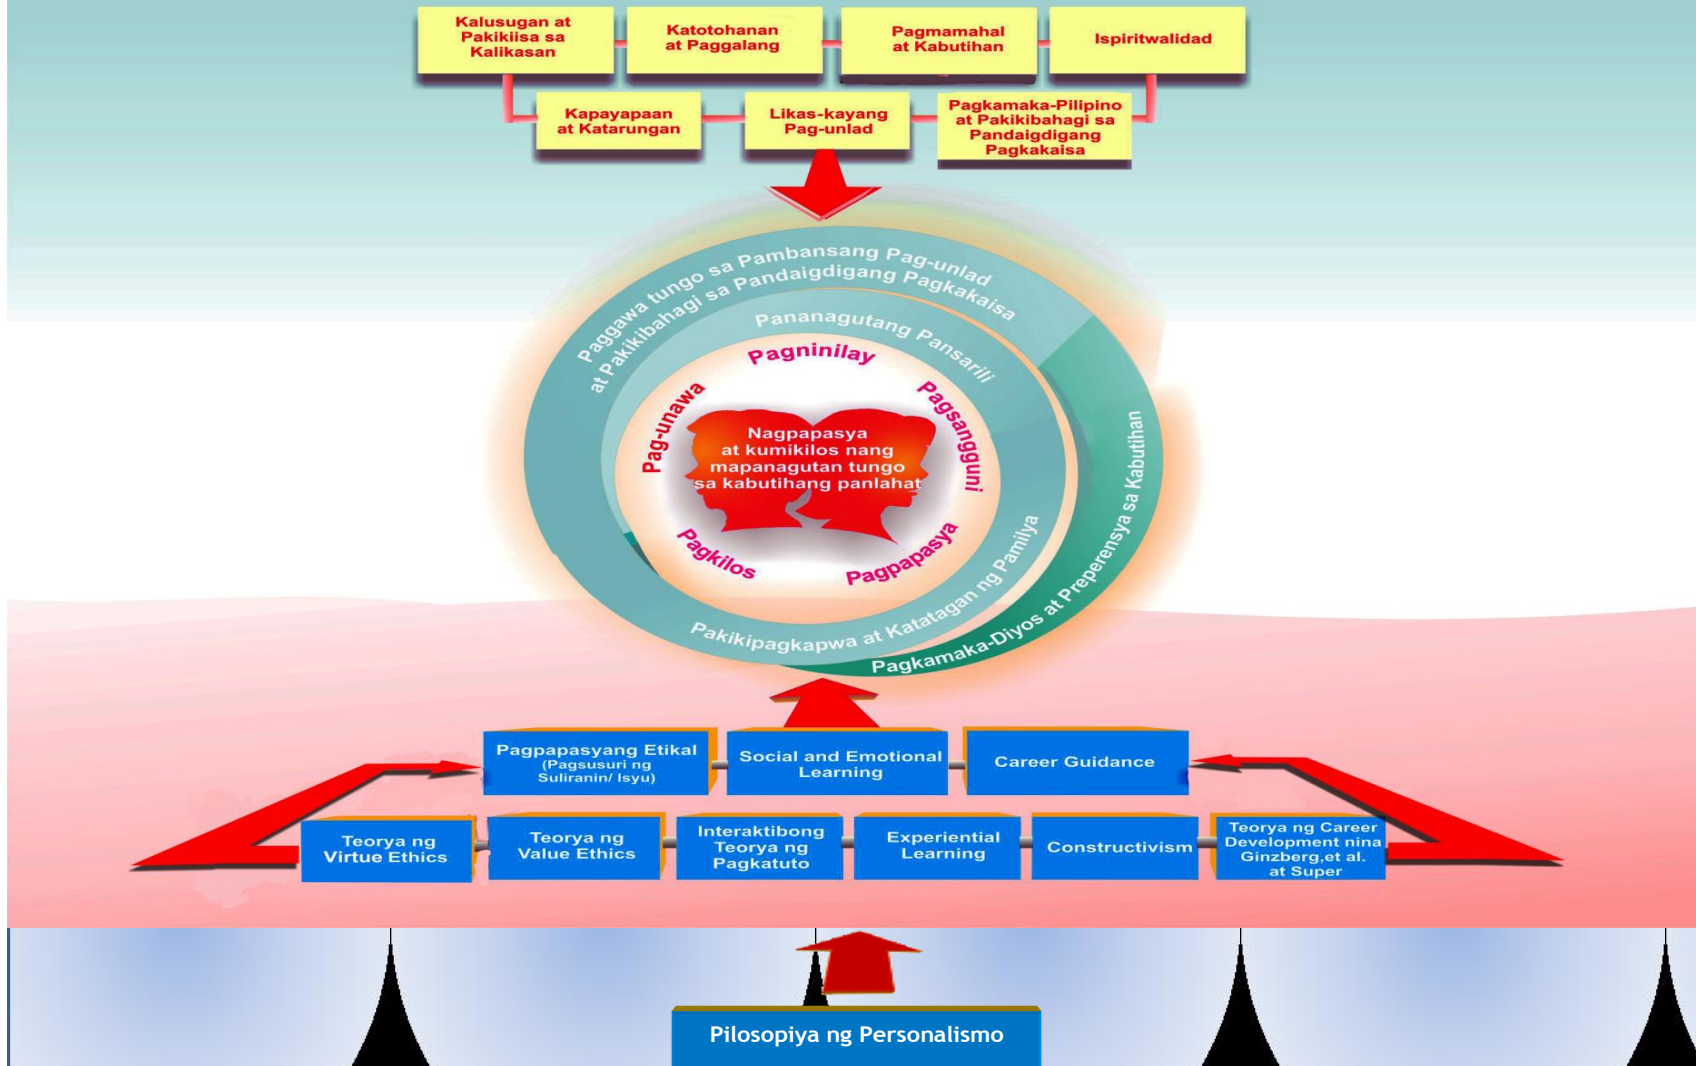 Kalusugan at
Pakikiisa sa
Kalikasan
Katotohanan
at Paggalang
Pagmamahal
at Kabutihan
Ispiritwalidad
Kapayapaan
at Katarungan
Likas-kayang
Pag-unlad
Pagkamaka-Pilipino
at Pakikibahagi sa
Pandaigdigang
Pagkakaisa
Paggawa tungo sa Pambansang Pag-unlad
at Pakikibahagi sa Pandaigdigang Pagkakaisa
Pananagutang Pansarili
Pagkamaka-Diyos at Preperensya sa Kabutihan
Pakikipagkapwa at Katatagan ng Pamilya
Pag-unawa
Pagninilay
Pagsangguni
Pagpapasya
Pagkilos
Nagpapasya
at kumikilos nang
mapanagutan tungo
sa kabutihang panlahat
Pagpapasyang Etikal
(Pagsusuri ng
Suliranin/ Isyu)
Social and Emotional
Learning
Career Guidance
Teorya ng
Virtue Ethics
Teorya ng
Value Ethics
Interaktibong
Teorya ng
Pagkatuto
Experiential
Learning
Constructivism
Teorya ng Career
Development nina
Ginzberg,et al.
at Super
Pilosopiya ng Personalismo